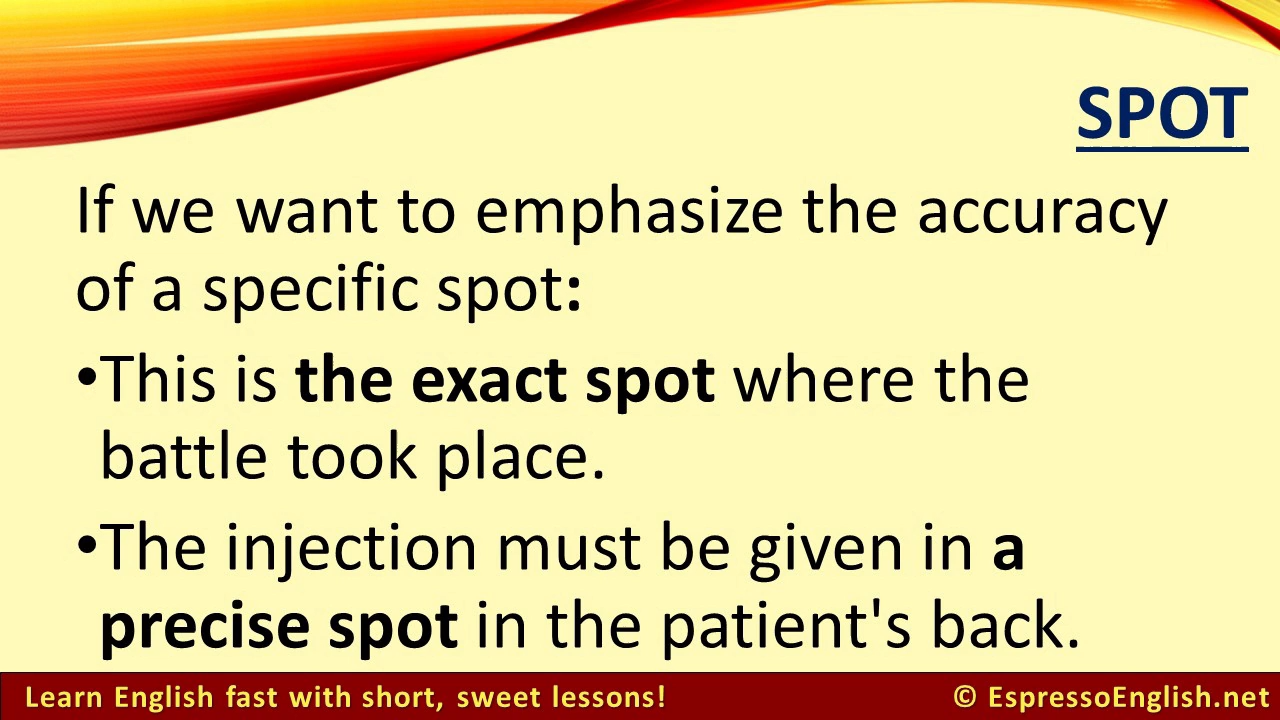 SPOT
If we want to emphasize the accuracy
of a specific spot:
•This is the exact spot where the
battle took place.
•The injection must be given in a
precise spot in the patient's back.
Learn English fast with short, sweet lessons! © EspressoEnglish.net